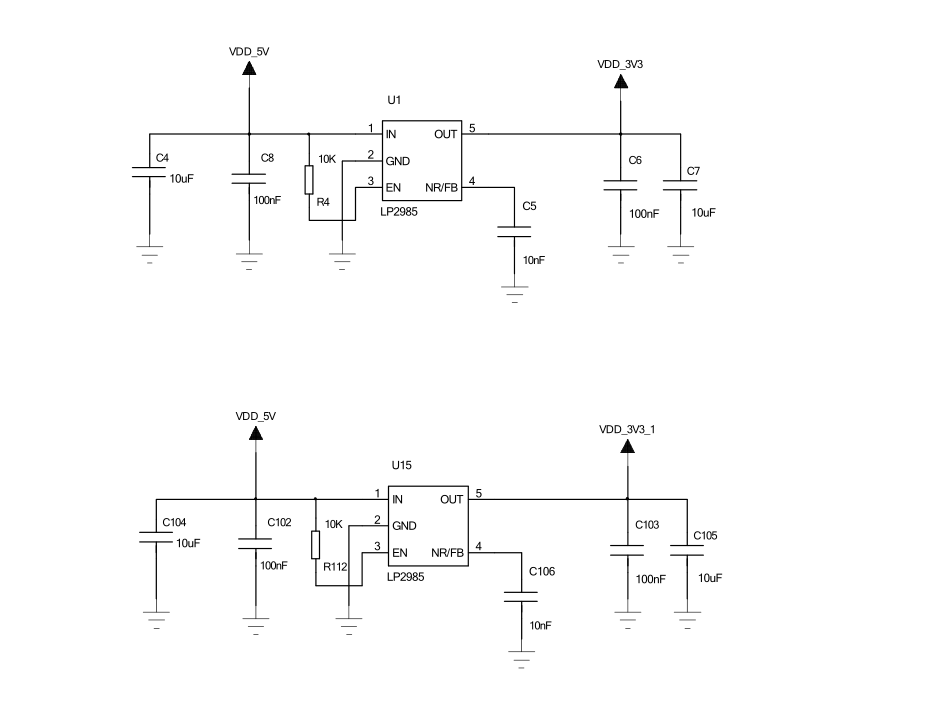 VDD_5V
VDD_3V3
U1
1 IN OUT 5
C4 C8 10K 2 GND C6
10uF R4 3 EN NR/FB 4 C7
100nF LP2985 C5 100nF 10uF
10nF
VDD_5V
VDD_3V3_1
U15
1 IN OUT 5
C104 C102 10K 2 GND C103
10uF R112 3 EN NR/FB 4 C105
100nF LP2985 C106 100nF 10uF
10nF